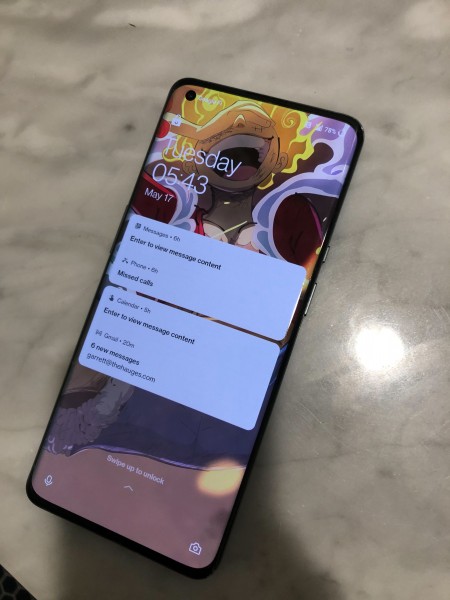 78%
Tuesday
05:43
May 17
Messages • 6h
Enter to view message content
Phone • 6h
Missed calls
Calendar • 5h
Enter to view message content
Gmail • 20m
6 new messages
garrett@thehauges.com
Swipe up to unlock